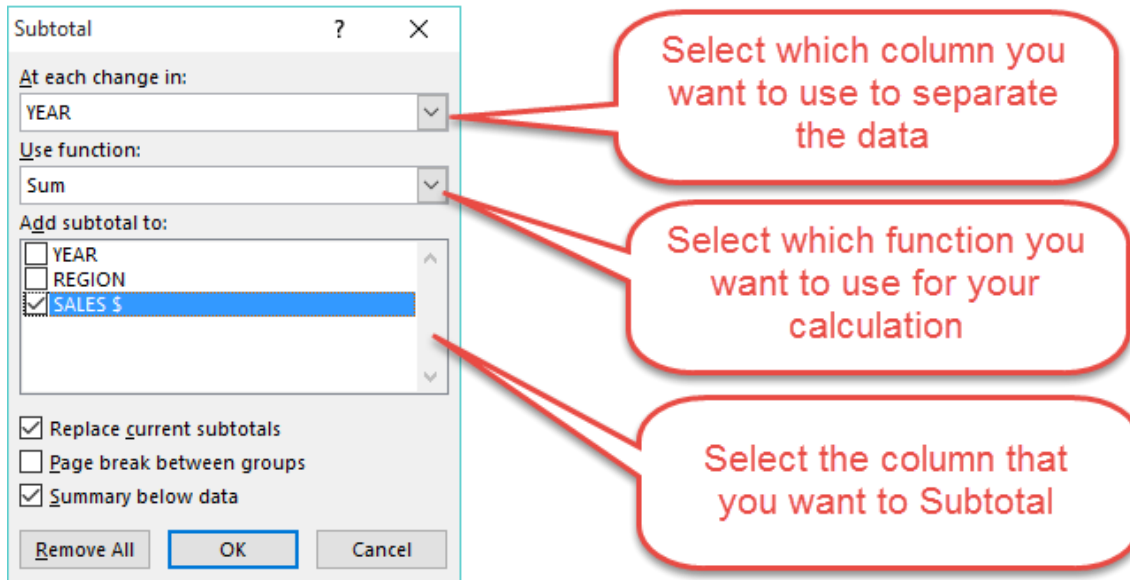 Subtotal ? ×
At each change in:
YEAR
Use function:
Sum
Add subtotal to:
YEAR
REGION
SALES $
Replace current subtotals
Page break between groups
Summary below data
Remove All OK Cancel
Select which column you
want to use to separate
the data
Select which function you
want to use for your
calculation
Select the column that
you want to Subtotal